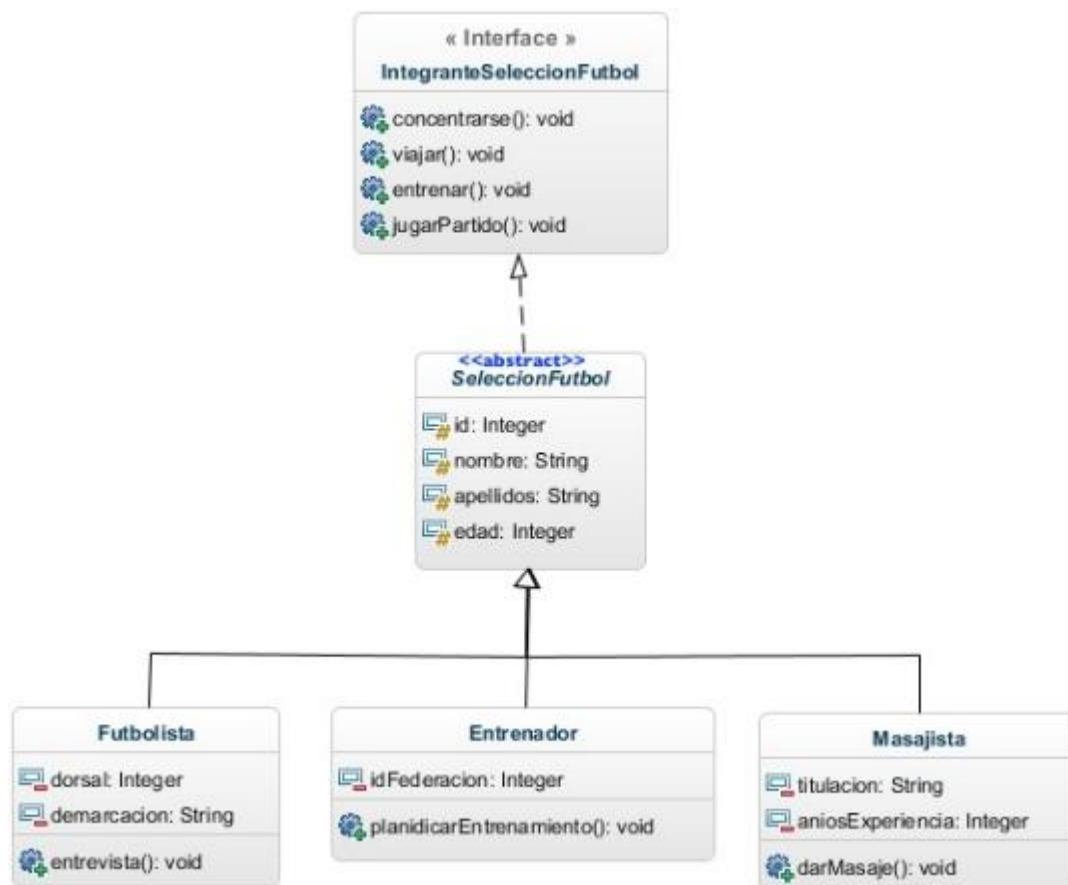 « Interface »
IntegranteSeleccionFutbol
concentrarse(): void
viajar(): void
entrenar(): void
jugarPartido(): void
<<abstract>>
SeleccionFutbol
id: Integer
nombre: String
apellidos: String
edad: Integer
Futbolista
dorsal: Integer
demarcacion: String
entrevista(): void
Entrenador
idFederacion: Integer
planidicarEntrenamiento(): void
Masajista
titulacion: String
aniosExperiencia: Integer
darMasaje(): void